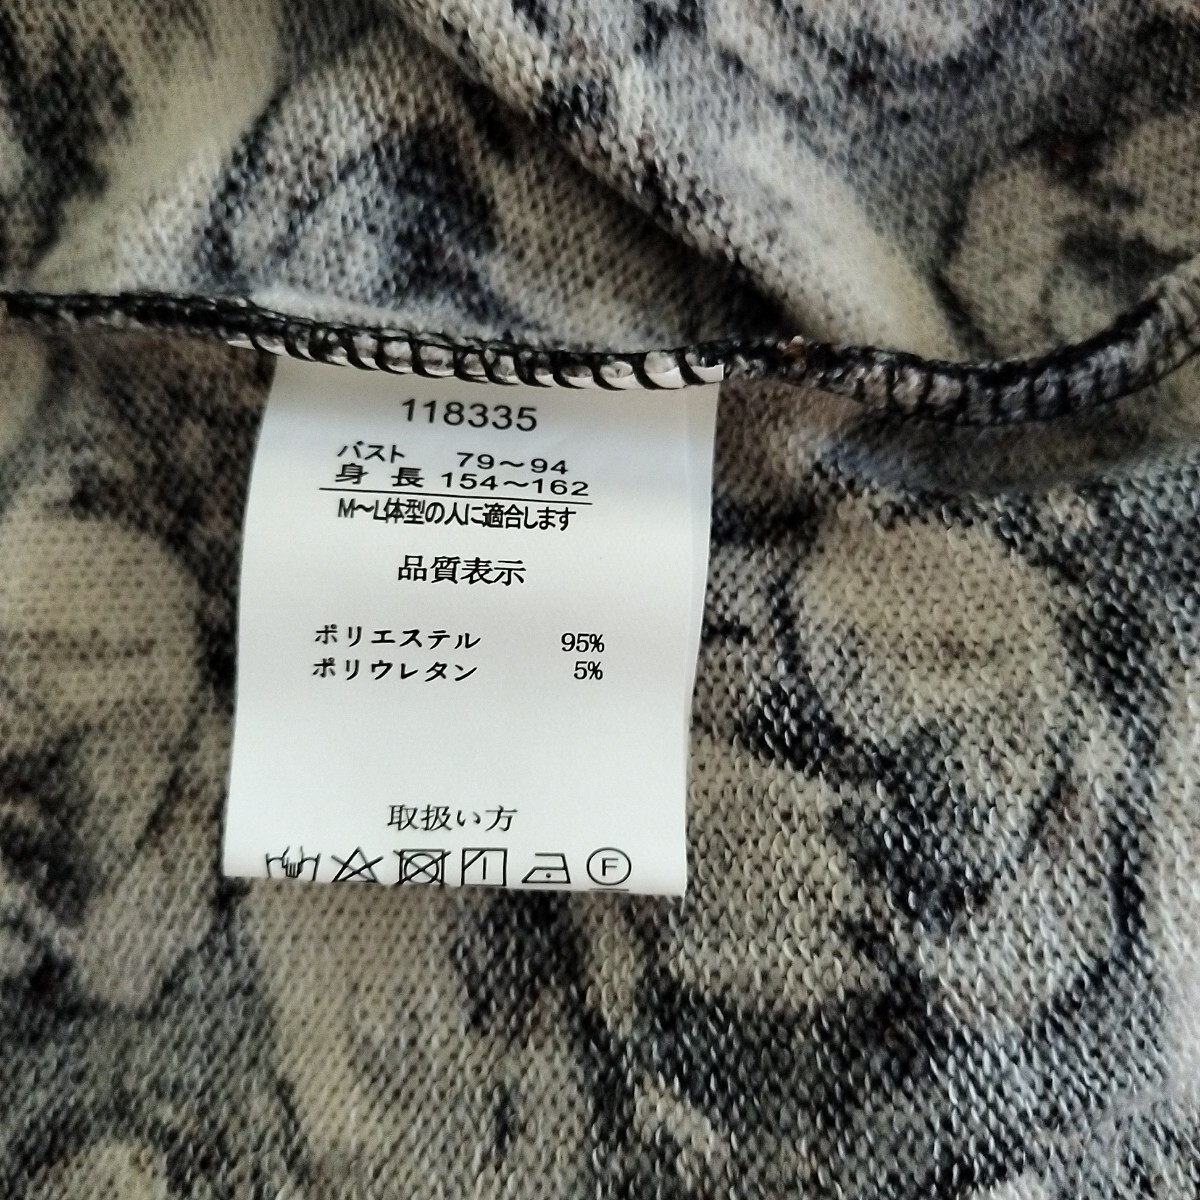 118335
バスト 79～94
身 長 154～162
M～L体型の人に適合します
品質表示
ポリエステル 95%
ポリウレタン 5%
取扱い方
F